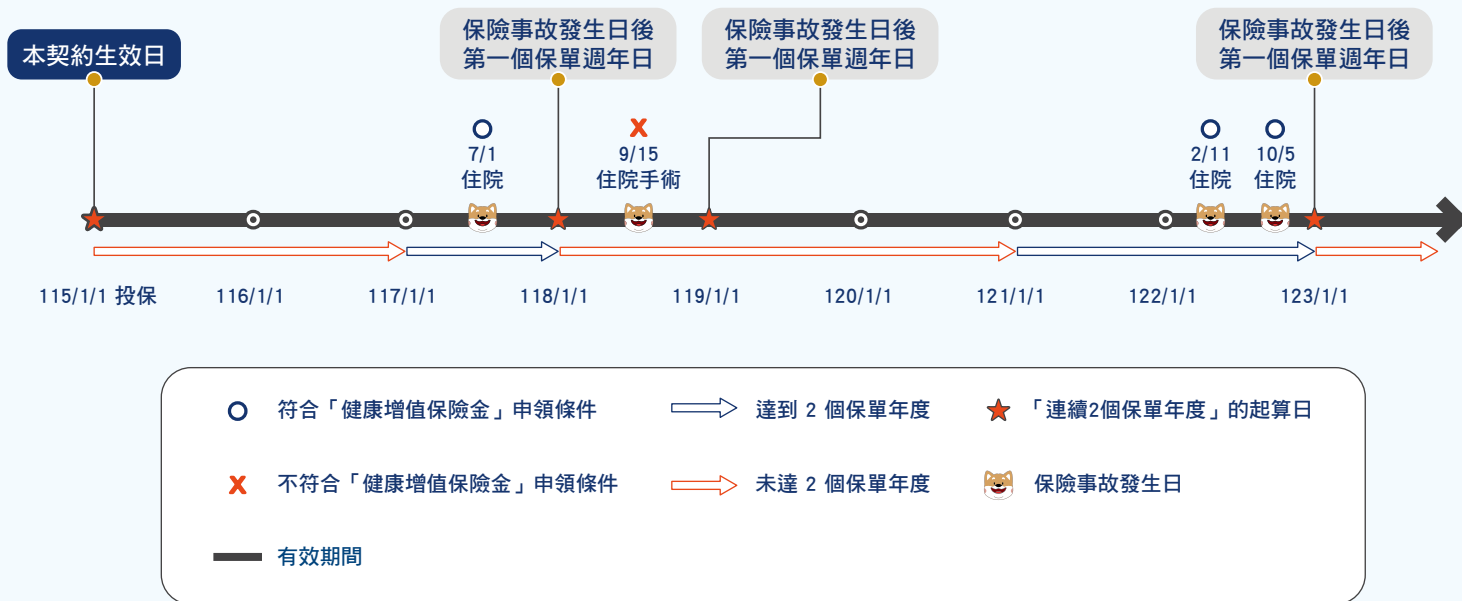 本契約生效日
保險事故發生日後
第一個保單週年日
保險事故發生日後
第一個保單週年日
保險事故發生日後
第一個保單週年日
7/1
住院
X
9/15
住院手術
2/11
住院
10/5
住院
115/1/1 投保
116/1/1
117/1/1
118/1/1
119/1/1
120/1/1
121/1/1
122/1/1
123/1/1
符合「健康增值保險金」申領條件
達到 2 個保單年度
「連續2個保單年度」的起算日
X
不符合「健康增值保險金」申領條件
未達 2 個保單年度
保險事故發生日
有效期間